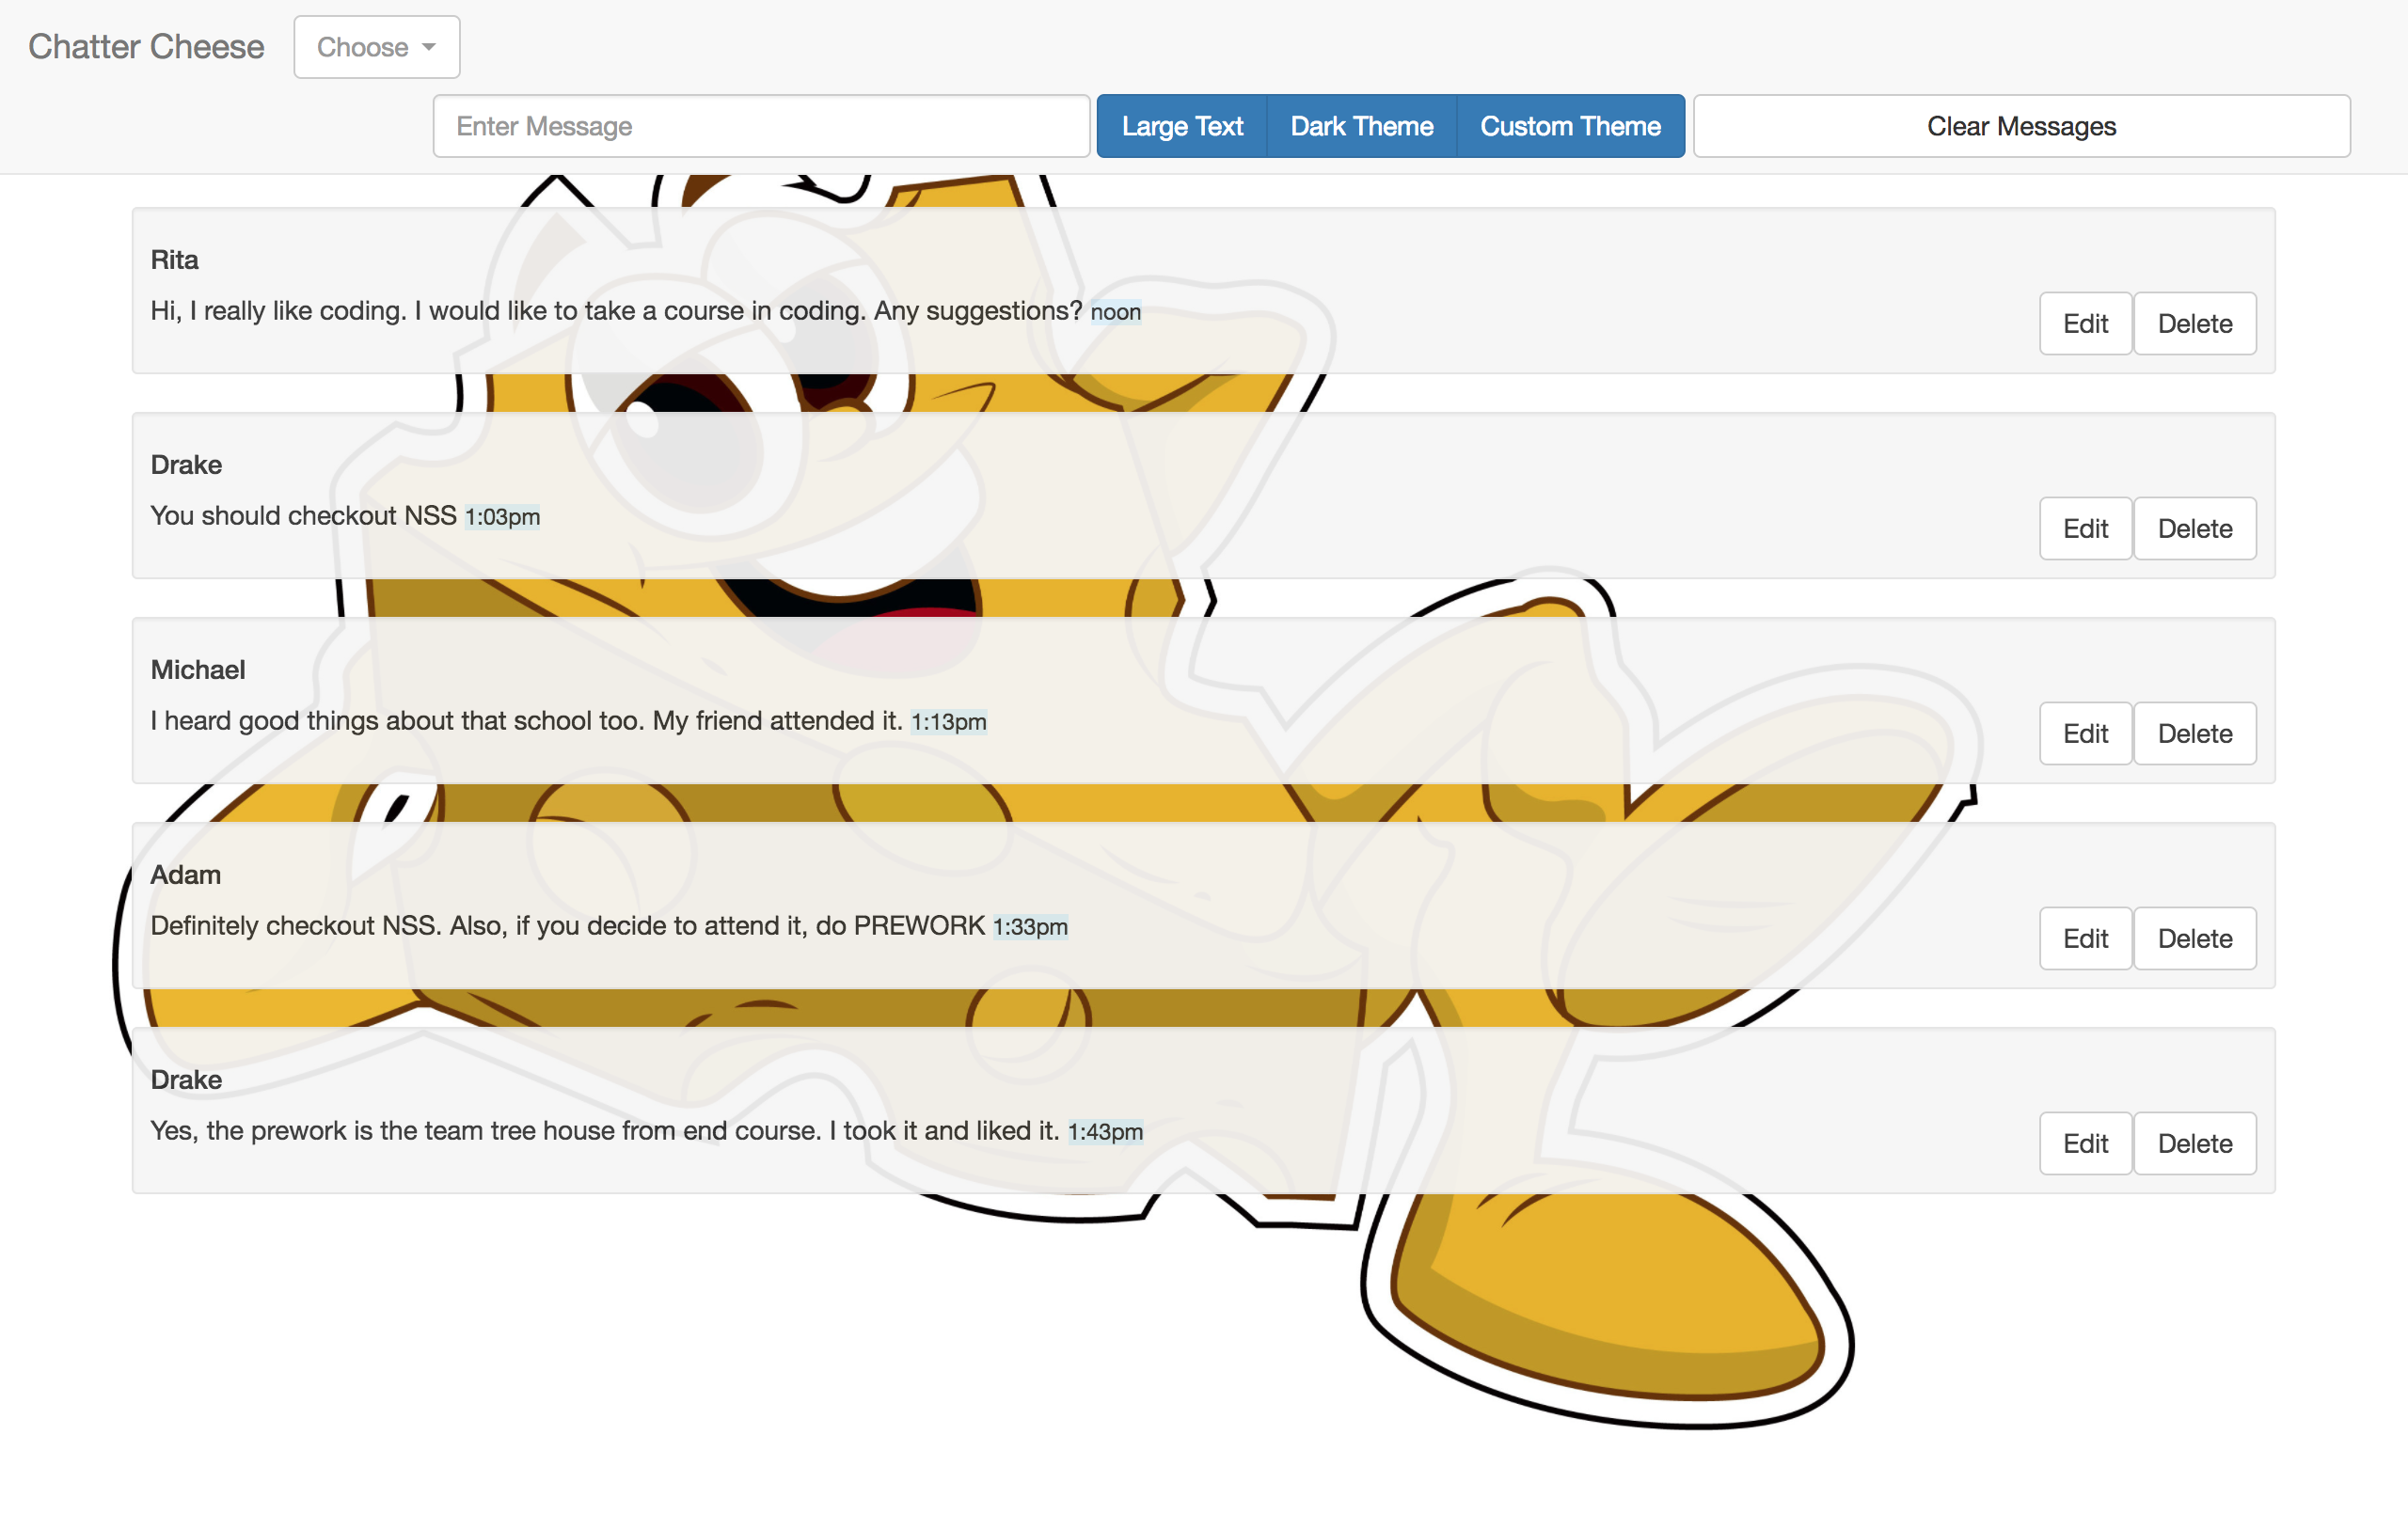 Chatter Cheese Choose
Enter Message Large Text Dark Theme Custom Theme Clear Messages
Rita
Hi, I really like coding. I would like to take a course in coding. Any suggestions? noon
Edit Delete
Drake
You should checkout NSS 1:03pm
Edit Delete
Michael
I heard good things about that school too. My friend attended it. 1:13pm
Edit Delete
Adam
Definitely checkout NSS. Also, if you decide to attend it, do PREWORK 1:33pm
Edit Delete
Drake
Yes, the prework is the team tree house from end course. I took it and liked it. 1:43pm
Edit Delete